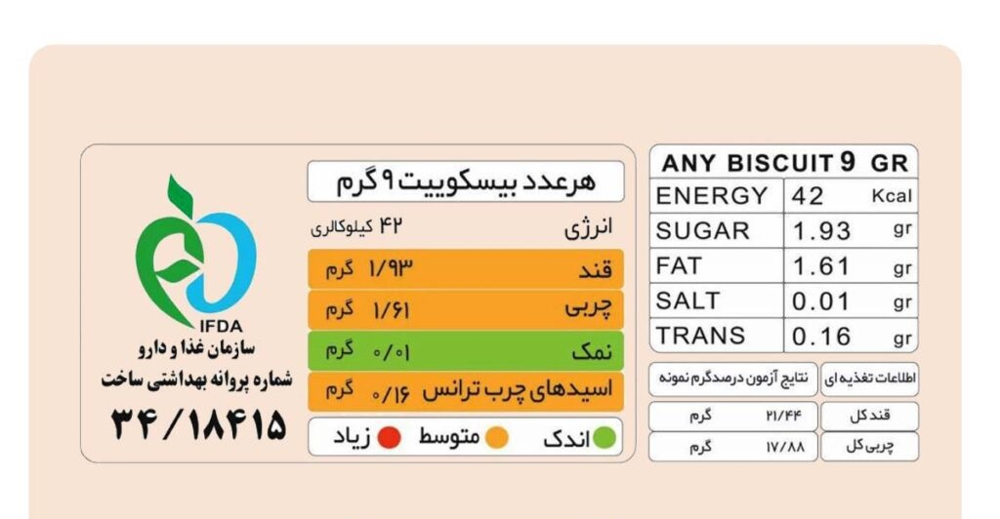 IFDA
سازمان غذا و دارو
شماره پروانه بهداشتی ساخت
۳۴/۱۸۴۱۵
هرعدد بیسکوییت ۹ گرم
انرژی ۴۲ کیلوکالری
قند ۱/۹۳ گرم
چربی ۱/۶۱ گرم
نمک ۰/۰۱ گرم
اسیدهای چرب ترانس ۰/۱۶ گرم
اندک متوسط زیاد
ANY BISCUIT 9 GR
ENERGY 42 Kcal
SUGAR 1.93 gr
FAT 1.61 gr
SALT 0.01 gr
TRANS 0.16 gr
اطلاعات تغذیه ای نتایج آزمون درصدگرم نمونه
قند کل ۲۱/۴۴ گرم
چربی کل ۱۷/۸۸ گرم